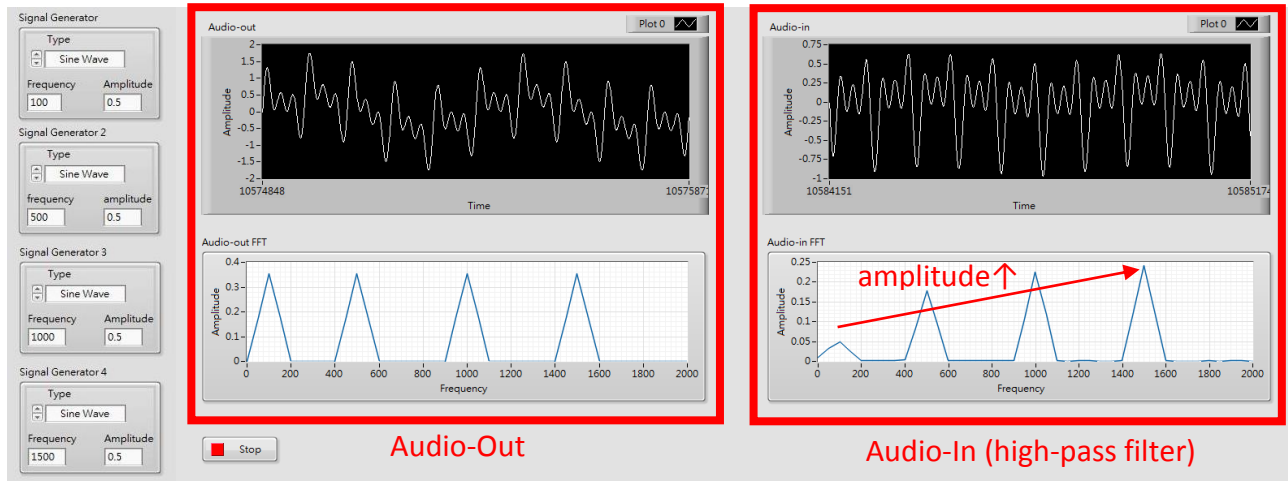 Signal Generator
Type
Sine Wave
Frequency Amplitude
100 0.5
Signal Generator 2
Type
Sine Wave
frequency amplitude
500 0.5
Signal Generator 3
Type
Sine Wave
Frequency Amplitude
1000 0.5
Signal Generator 4
Type
Sine Wave
Frequency Amplitude
1500 0.5
Audio-out
Plot 0
Amplitude
2
1.5
1
0.5
0
-0.5
-1
-1.5
-2
10574848 1057587
Time
Audio-out FFT
Amplitude
0.4
0.3
0.2
0.1
0
0 200 400 600 800 1000 1200 1400 1600 1800 2000
Frequency
Stop
Audio-Out
Audio-in
Plot 0
Amplitude
0.75
0.5
0.25
0
-0.25
-0.5
-0.75
-1
10584151 10585174
Time
Audio-in FFT
amplitude↑
Amplitude
0.25
0.2
0.15
0.1
0.05
0
0 200 400 600 800 1000 1200 1400 1600 1800 2000
Frequency
Audio-In (high-pass filter)